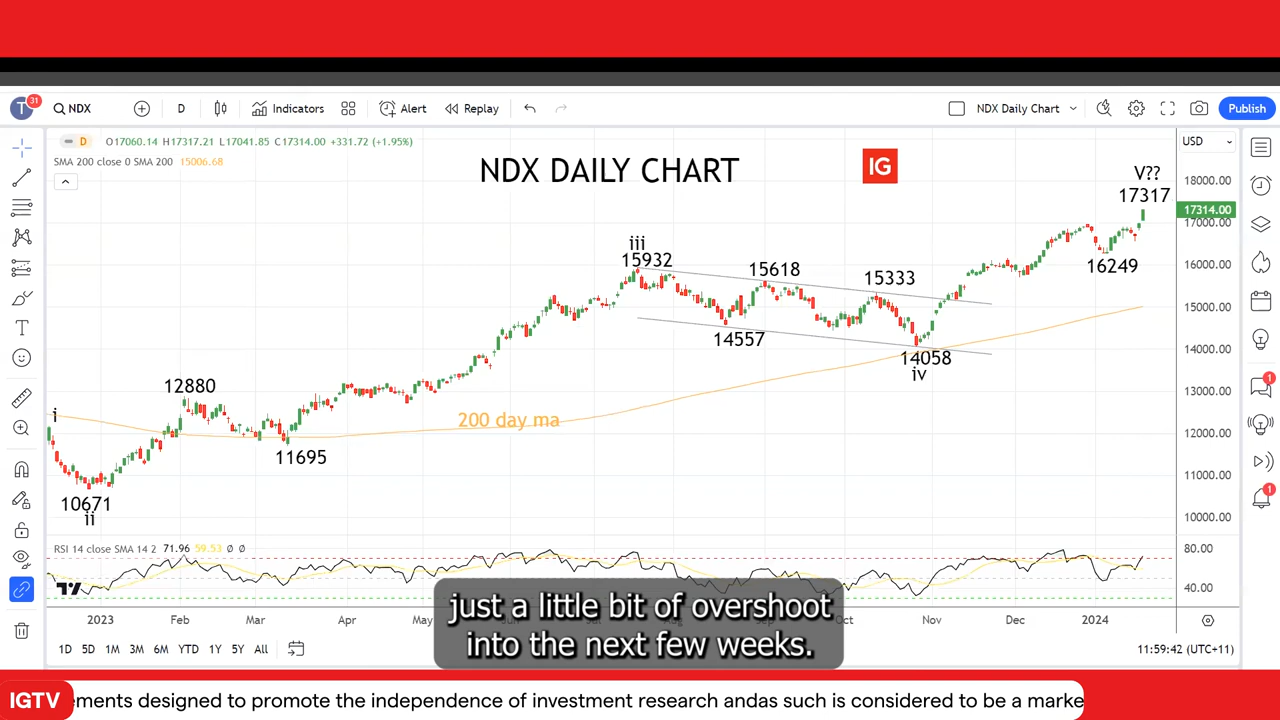 T 31 NDX D Indicators Alert Replay NDX Daily Chart Publish
D O17060.14 H17317.21 L17041.85 C17314.00 +331.72 (+1.95%)
SMA 200 close 0 SMA 200 15006.68
NDX DAILY CHART
IG
USD
V??
17317
18000.00
17314.00
17000.00
16249
16000.00
iii
15932
15618
15333
15000.00
14557
14058
iv
14000.00
13000.00
12880
i
200 day ma
12000.00
11695
11000.00
10671
ii
10000.00
RSI 14 close SMA 14 2 71.96 59.53 Ø Ø
80.00
40.00
just a little bit of overshoot
into the next few weeks.
2023 Feb Mar Apr May Jun Aug Oct Nov Dec 2024
1D 5D 1M 3M 6M YTD 1Y 5Y All
11:59:42 (UTC+11)
IGTV ements designed to promote the independence of investment research andas such is considered to be a marke